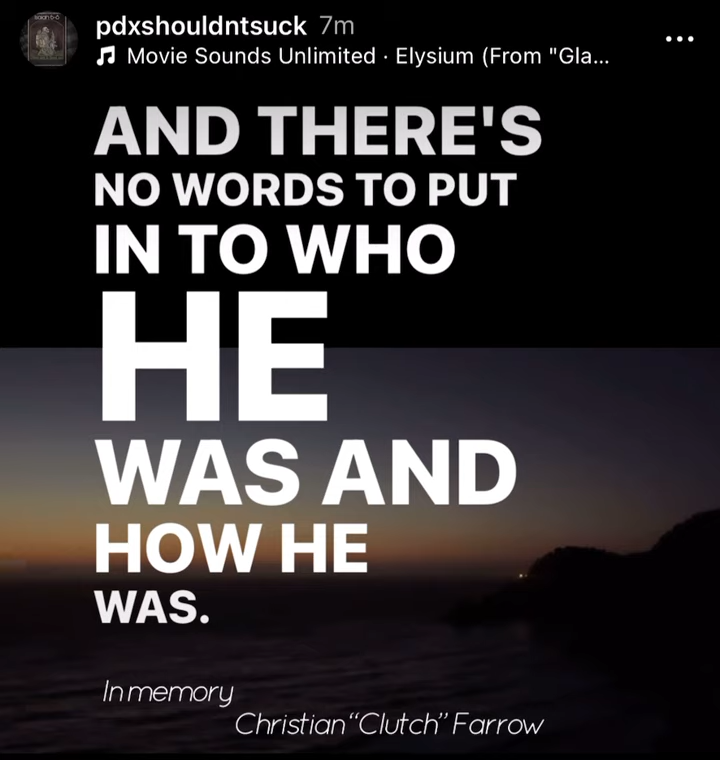 pdxshouldntsuck 7m
Movie Sounds Unlimited · Elysium (From "Gla...
AND THERE'S
NO WORDS TO PUT
IN TO WHO
HE
WAS AND
HOW HE
WAS.
In memory
Christian “Clutch” Farrow